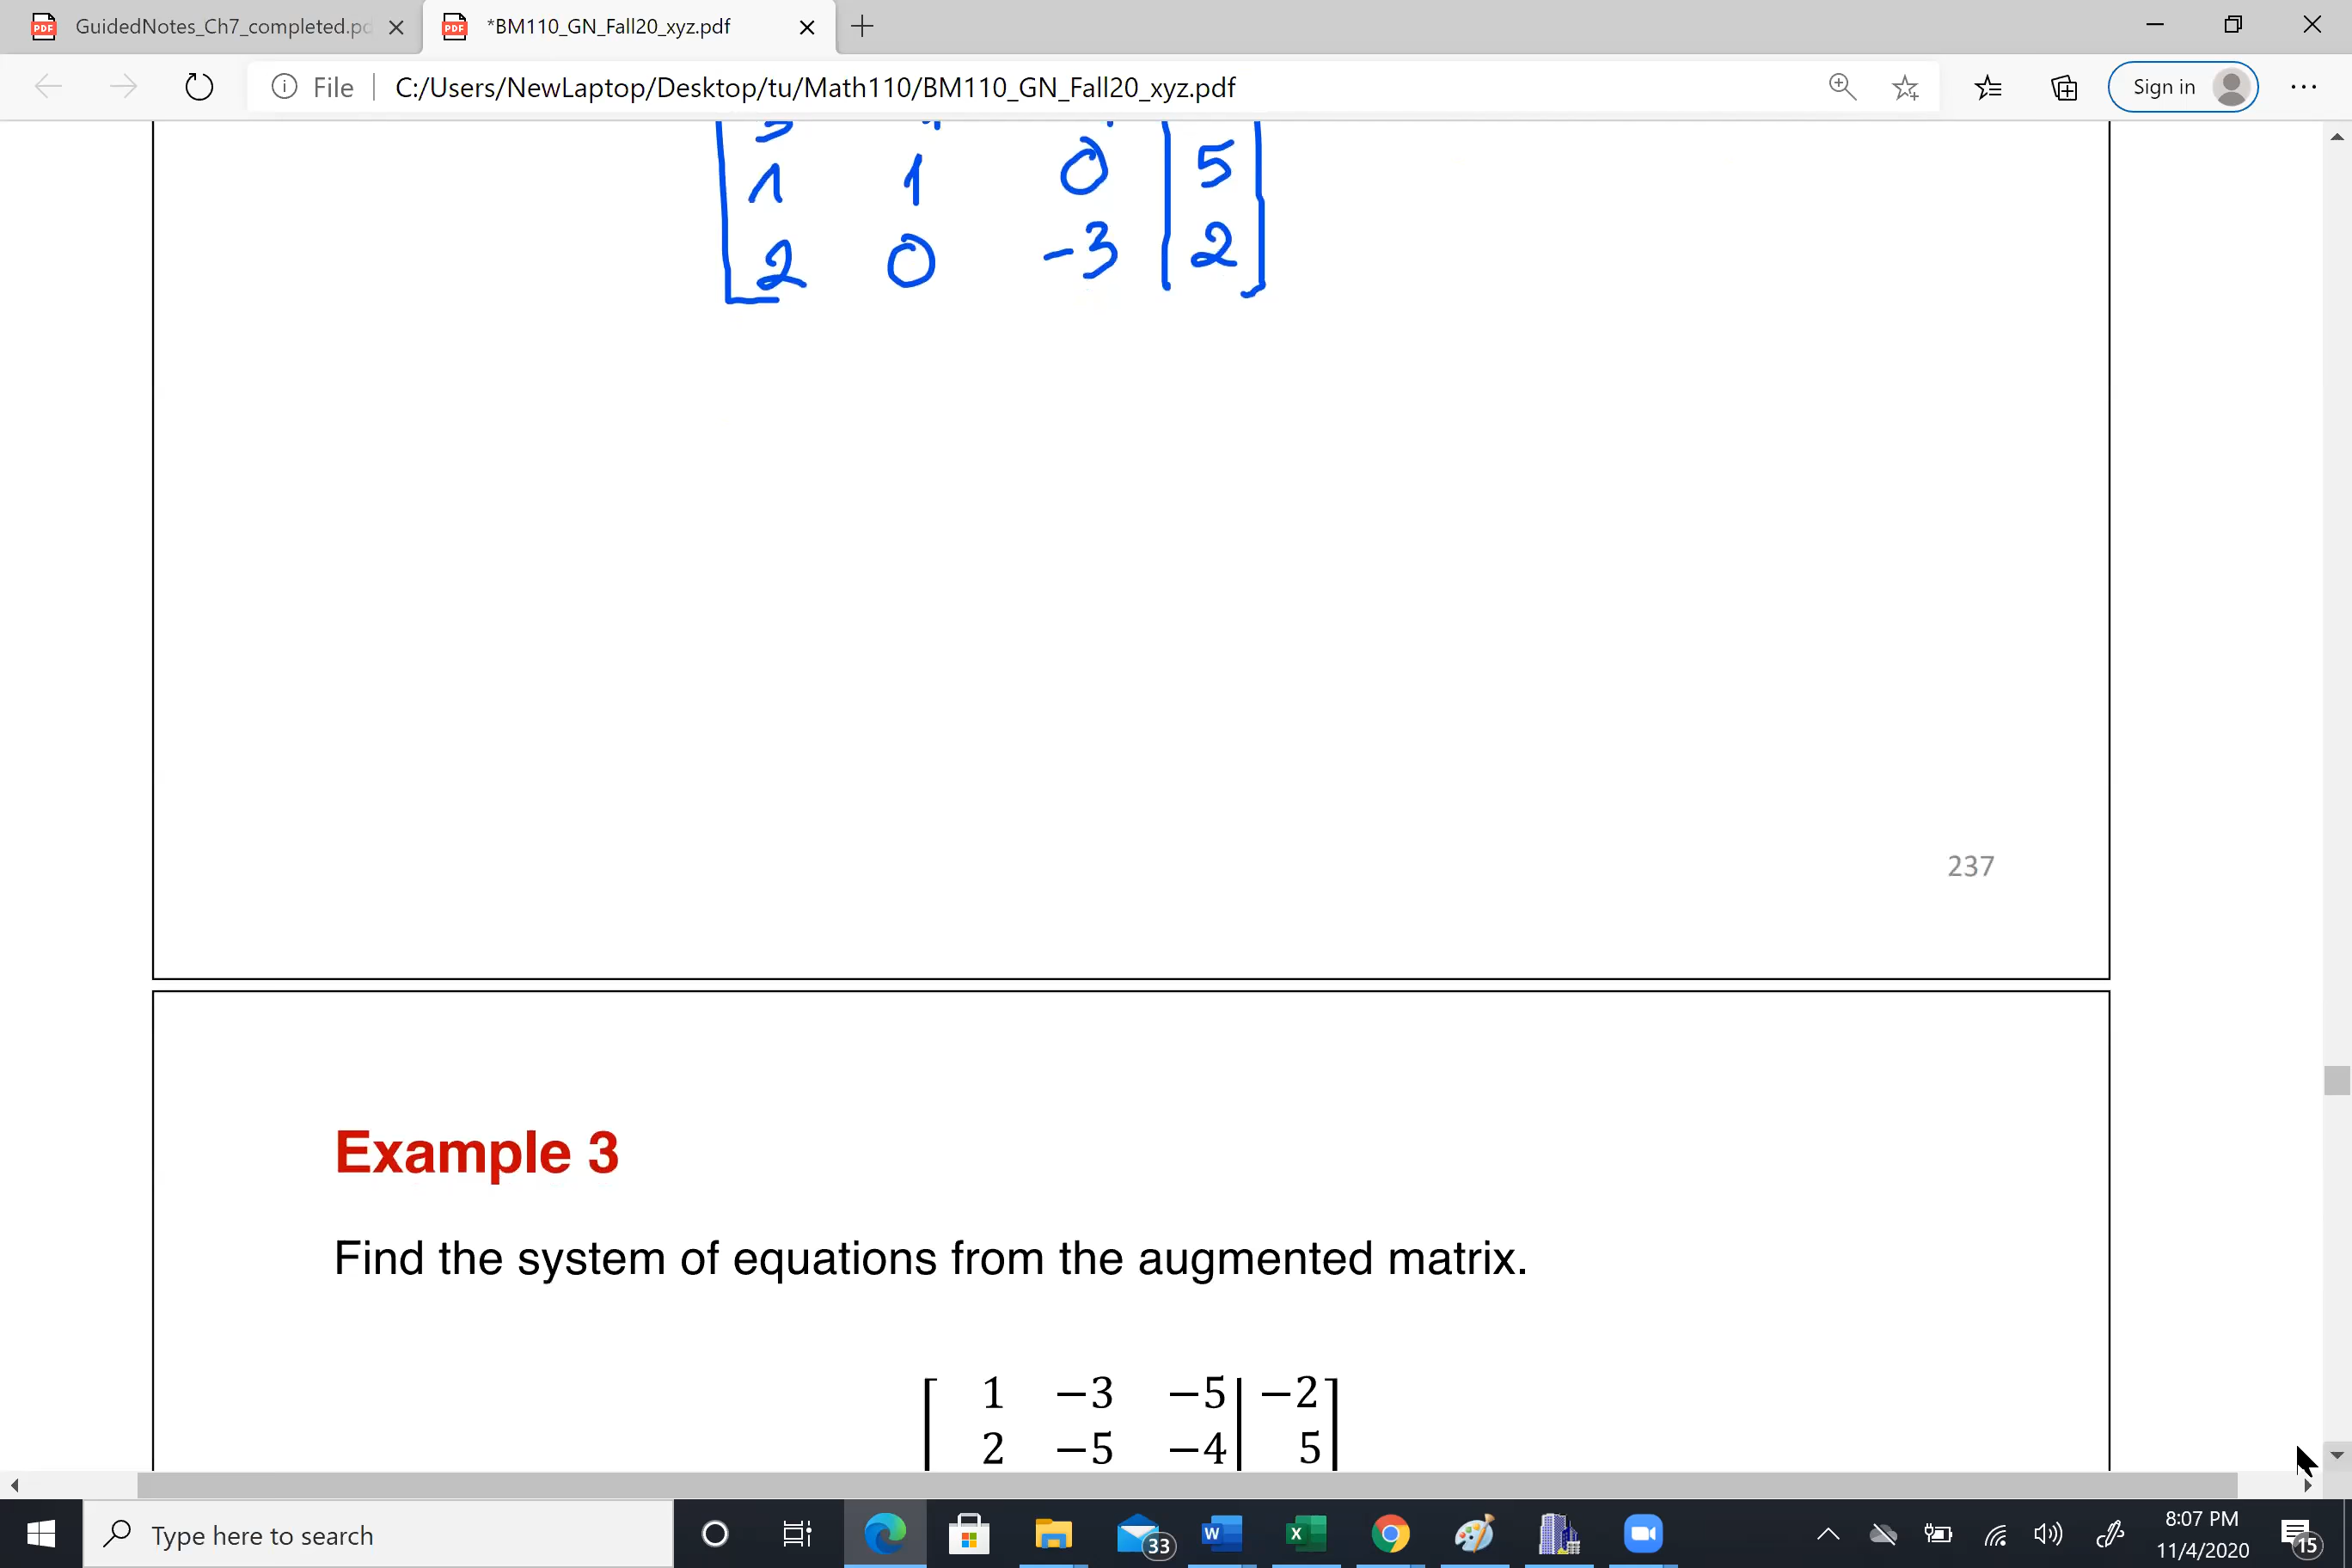 GuidedNotes_Ch7_completed.pd
*BM110_GN_Fall20_xyz.pdf
File
C:/Users/NewLaptop/Desktop/tu/Math110/BM110_GN_Fall20_xyz.pdf
Sign in
1 1 0 5
2 0 -3 2
237
Example 3
Find the system of equations from the augmented matrix.
1 −3 −5 −2
2 −5 −4 5
Type here to search
33
8:07 PM
11/4/2020
15